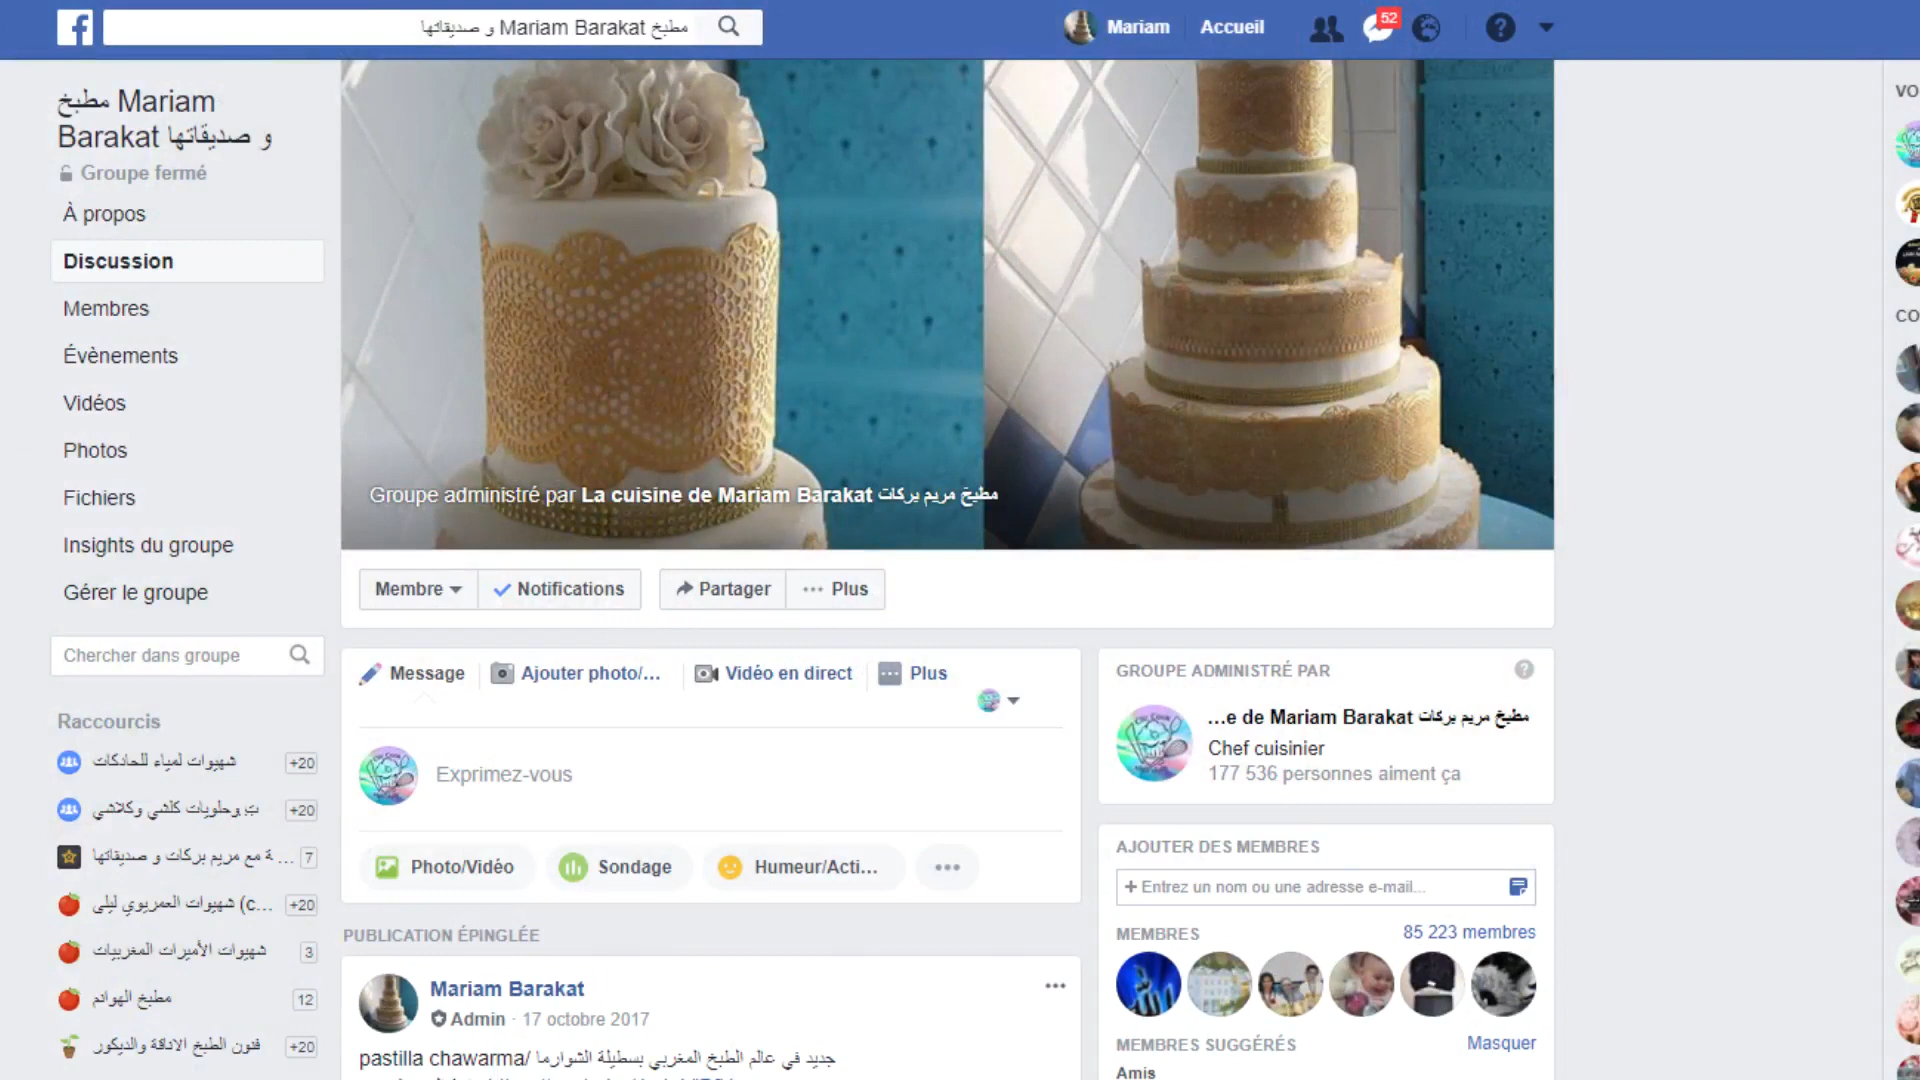 مطبخ Mariam Barakat و صديقاتها
Mariam
Accueil
52
مطبخ Mariam
Barakat و صديقاتها
Groupe fermé
À propos
Discussion
Membres
Évènements
Vidéos
Photos
Fichiers
Insights du groupe
Gérer le groupe
Chercher dans groupe
Raccourcis
شهيوات لمياء للحادكات
+20
وحلويات كلشي وكلاشي
+20
ة مع مريم بركات و صديقاتها ...
7
شهيوات العمريوي ليلى (c...
+20
شهيوات الأميرات المغربيات
3
مطبخ الهوانم
12
فنون الطبخ الاناقة والديكور
+20
Groupe administré par La cuisine de Mariam Barakat مطبخ مريم بركات
Membre
Notifications
Partager
Plus
Message
Ajouter photo/...
Vidéo en direct
Plus
Exprimez-vous
Photo/Vidéo
Sondage
Humeur/Acti...
PUBLICATION ÉPINGLÉE
Mariam Barakat
Admin · 17 octobre 2017
pastilla chawarma/ جديد في عالم الطبخ المغربي بسطيلة الشوارما
GROUPE ADMINISTRÉ PAR
...e de Mariam Barakat مطبخ مريم بركات
Chef cuisinier
177 536 personnes aiment ça
AJOUTER DES MEMBRES
+ Entrez un nom ou une adresse e-mail...
MEMBRES
85 223 membres
MEMBRES SUGGÉRÉS
Masquer
Amis
VO
CO